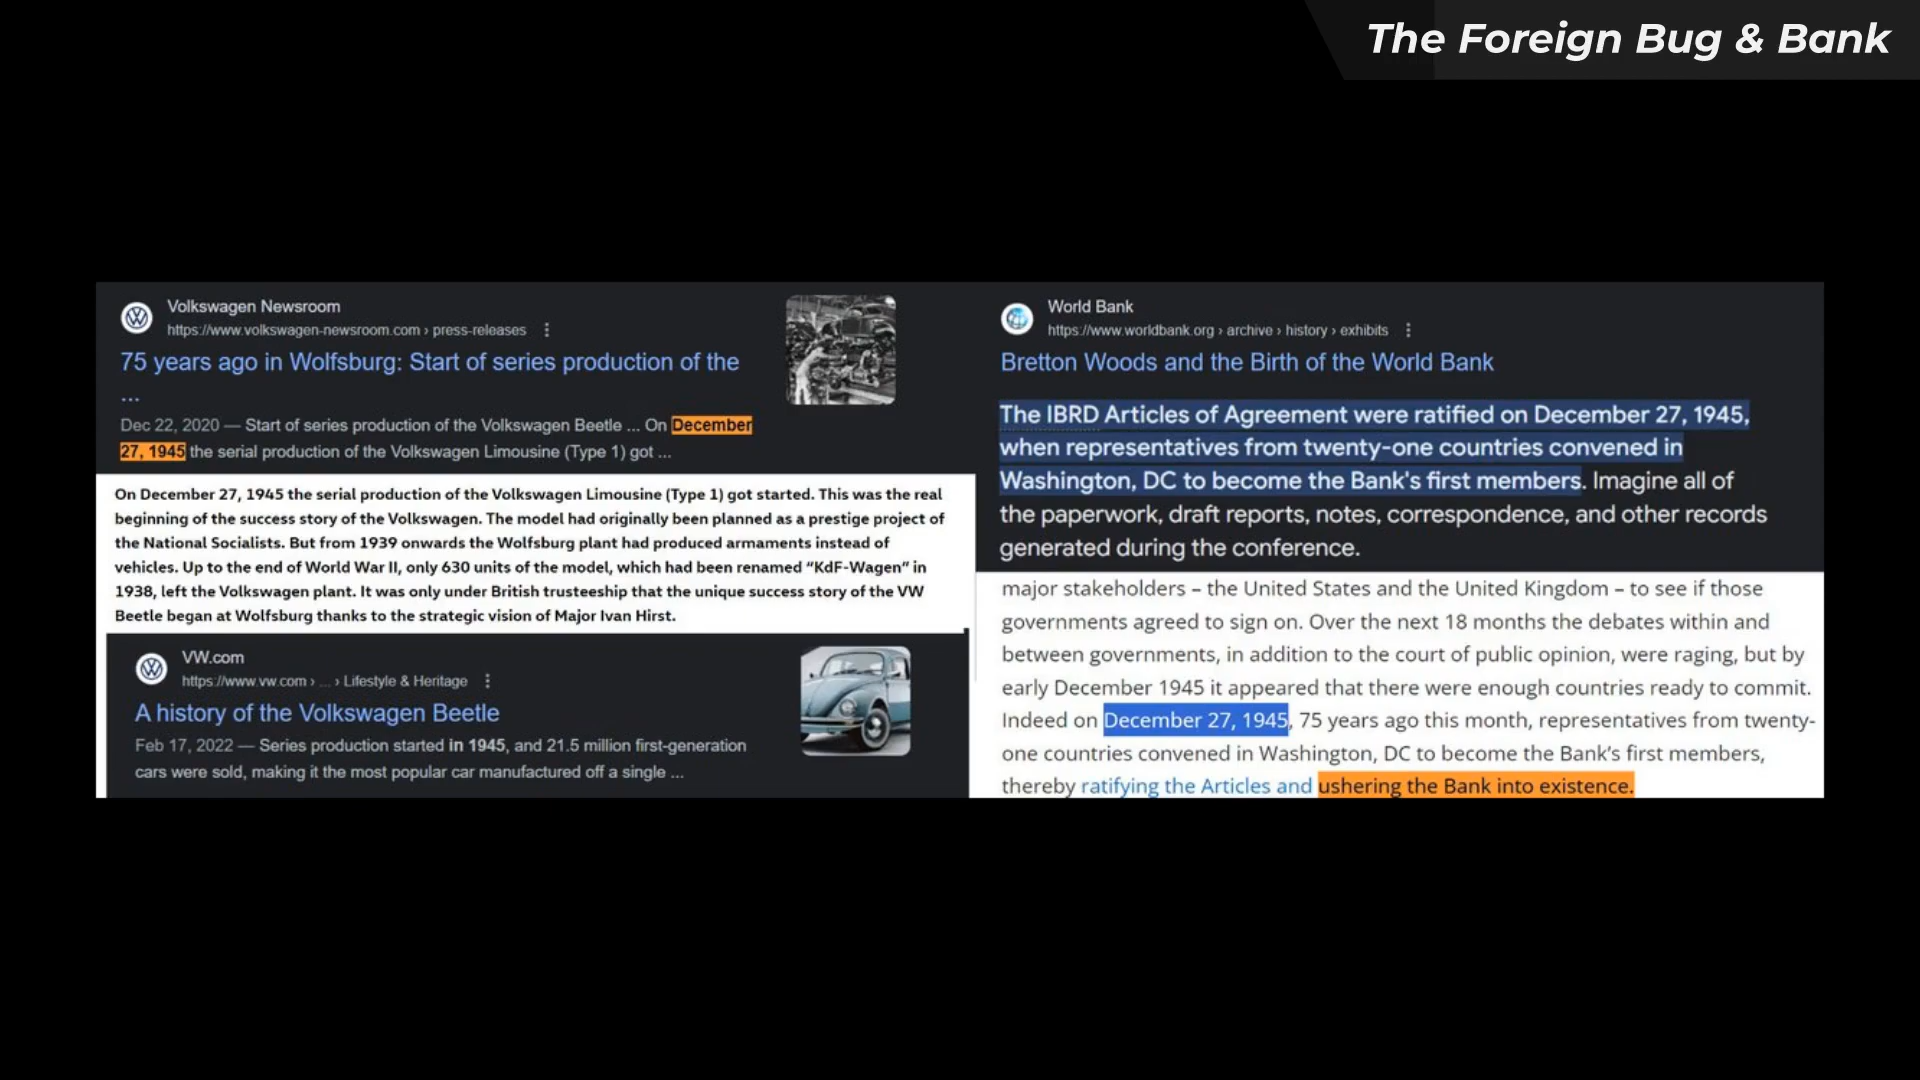 The Foreign Bug & Bank
Volkswagen Newsroom
https://www.volkswagen-newsroom.com › press-releases
75 years ago in Wolfsburg: Start of series production of the
...
Dec 22, 2020 — Start of series production of the Volkswagen Beetle ... On December
27, 1945 the serial production of the Volkswagen Limousine (Type 1) got ...
On December 27, 1945 the serial production of the Volkswagen Limousine (Type 1) got started. This was the real
beginning of the success story of the Volkswagen. The model had originally been planned as a prestige project of
the National Socialists. But from 1939 onwards the Wolfsburg plant had produced armaments instead of
vehicles. Up to the end of World War II, only 630 units of the model, which had been renamed “KdF-Wagen” in
1938, left the Volkswagen plant. It was only under British trusteeship that the unique success story of the VW
Beetle began at Wolfsburg thanks to the strategic vision of Major Ivan Hirst.
VW.com
https://www.vw.com › ... › Lifestyle & Heritage
A history of the Volkswagen Beetle
Feb 17, 2022 — Series production started in 1945, and 21.5 million first-generation
cars were sold, making it the most popular car manufactured off a single ...
World Bank
https://www.worldbank.org › archive › history › exhibits
Bretton Woods and the Birth of the World Bank
The IBRD Articles of Agreement were ratified on December 27, 1945,
when representatives from twenty-one countries convened in
Washington, DC to become the Bank's first members. Imagine all of
the paperwork, draft reports, notes, correspondence, and other records
generated during the conference.
major stakeholders – the United States and the United Kingdom – to see if those
governments agreed to sign on. Over the next 18 months the debates within and
between governments, in addition to the court of public opinion, were raging, but by
early December 1945 it appeared that there were enough countries ready to commit.
Indeed on December 27, 1945, 75 years ago this month, representatives from twenty-
one countries convened in Washington, DC to become the Bank’s first members,
thereby ratifying the Articles and ushering the Bank into existence.